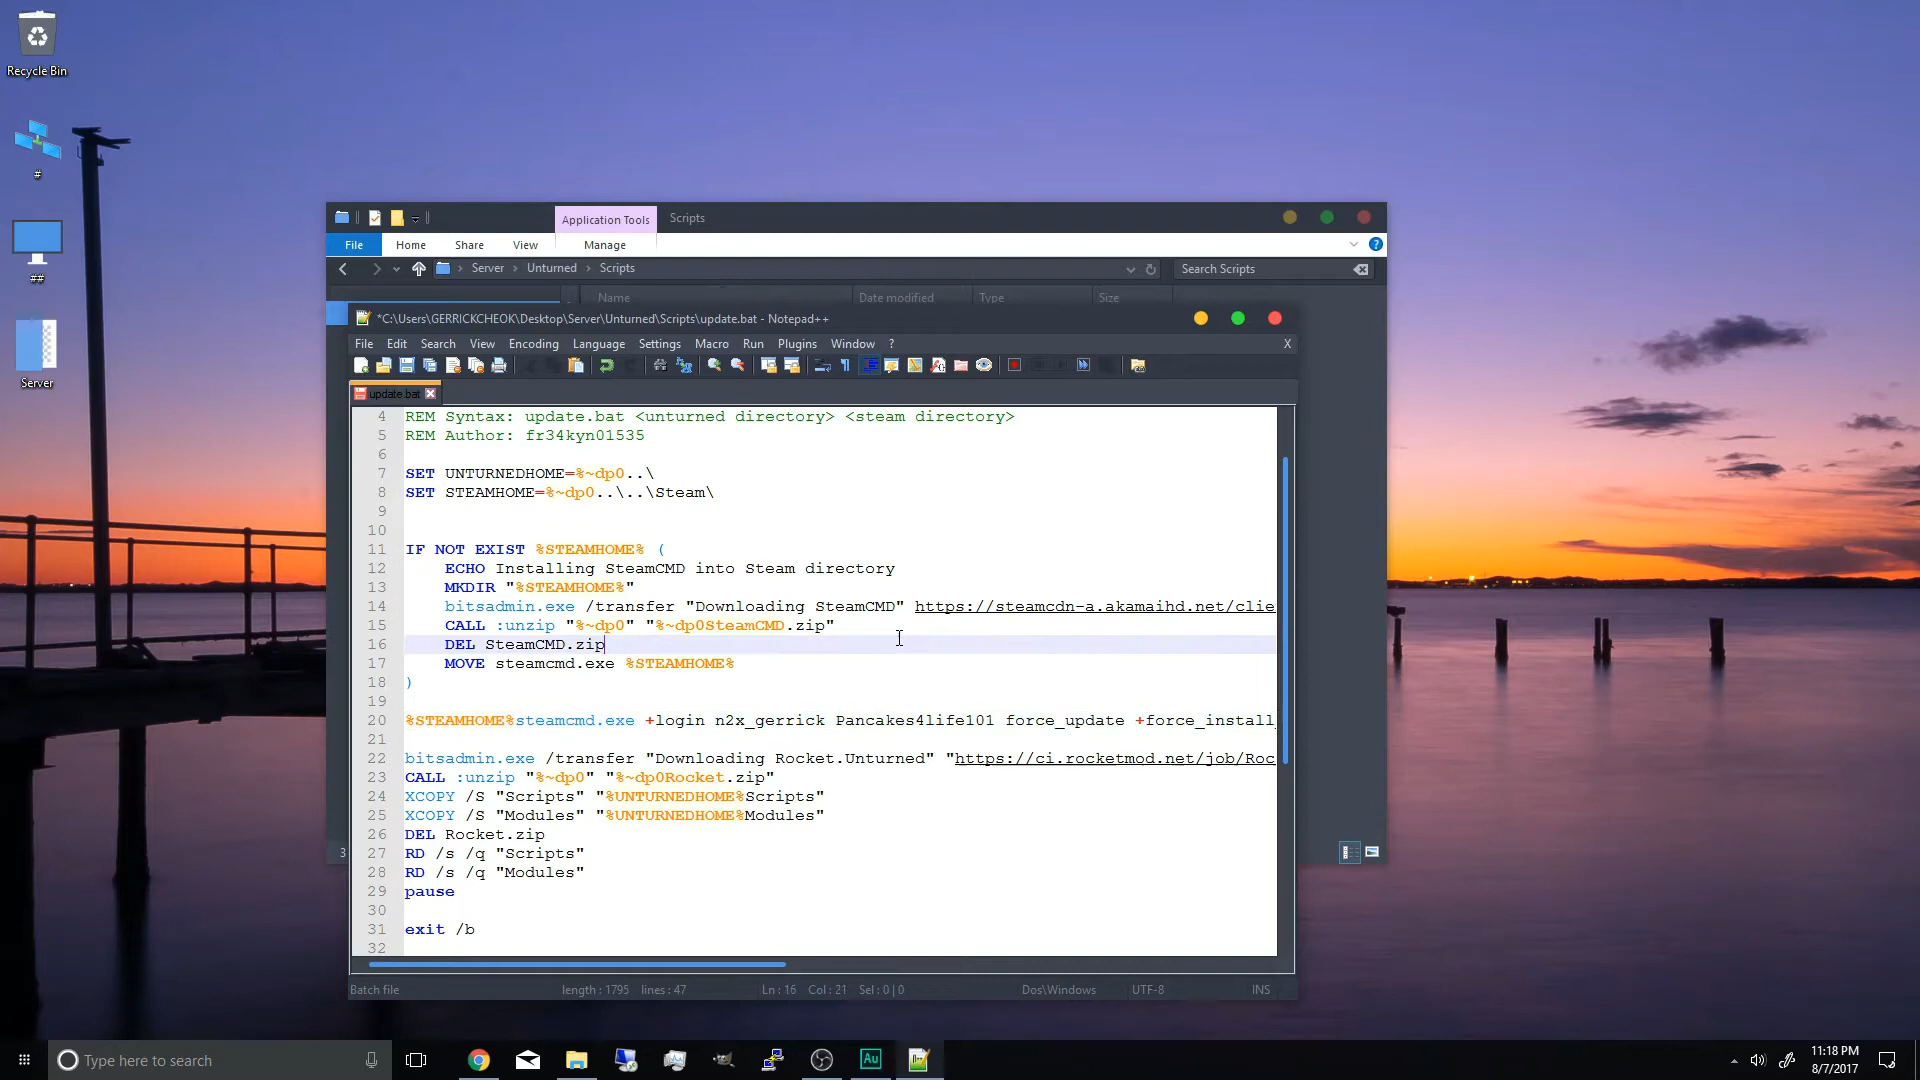 Recycle Bin
#
##
Server
Application Tools
Scripts
File
Home
Share
View
Manage
Server
Unturned
Scripts
Search Scripts
Name
Date modified
Type
Size
*C:\Users\GERRICKCHEOK\Desktop\Server\Unturned\Scripts\update.bat - Notepad++
File Edit Search View Encoding Language Settings Macro Run Plugins Window ?
X
update.bat
4 REM Syntax: update.bat <unturned directory> <steam directory>
5 REM Author: fr34kyn01535
6
7 SET UNTURNEDHOME=%~dp0..\
8 SET STEAMHOME=%~dp0..\..\Steam\
9
10
11 IF NOT EXIST %STEAMHOME% (
12 ECHO Installing SteamCMD into Steam directory
13 MKDIR "%STEAMHOME%"
14 bitsadmin.exe /transfer "Downloading SteamCMD" https://steamcdn-a.akamaihd.net/clie
15 CALL :unzip "%~dp0" "%~dp0SteamCMD.zip"
16 DEL SteamCMD.zip
17 MOVE steamcmd.exe %STEAMHOME%
18 )
19
20 %STEAMHOME%steamcmd.exe +login n2x_gerrick Pancakes4life101 force_update +force_install_
21
22 bitsadmin.exe /transfer "Downloading Rocket.Unturned" "https://ci.rocketmod.net/job/Roc
23 CALL :unzip "%~dp0" "%~dp0Rocket.zip"
24 XCOPY /S "Scripts" "%UNTURNEDHOME%Scripts"
25 XCOPY /S "Modules" "%UNTURNEDHOME%Modules"
26 DEL Rocket.zip
27 RD /s /q "Scripts"
28 RD /s /q "Modules"
29 pause
30
31 exit /b
32
3
Batch file
length : 1795 lines : 47
Ln : 16 Col : 21 Sel : 0 | 0
Dos\Windows
UTF-8
INS
Type here to search
Au
11:18 PM
8/7/2017